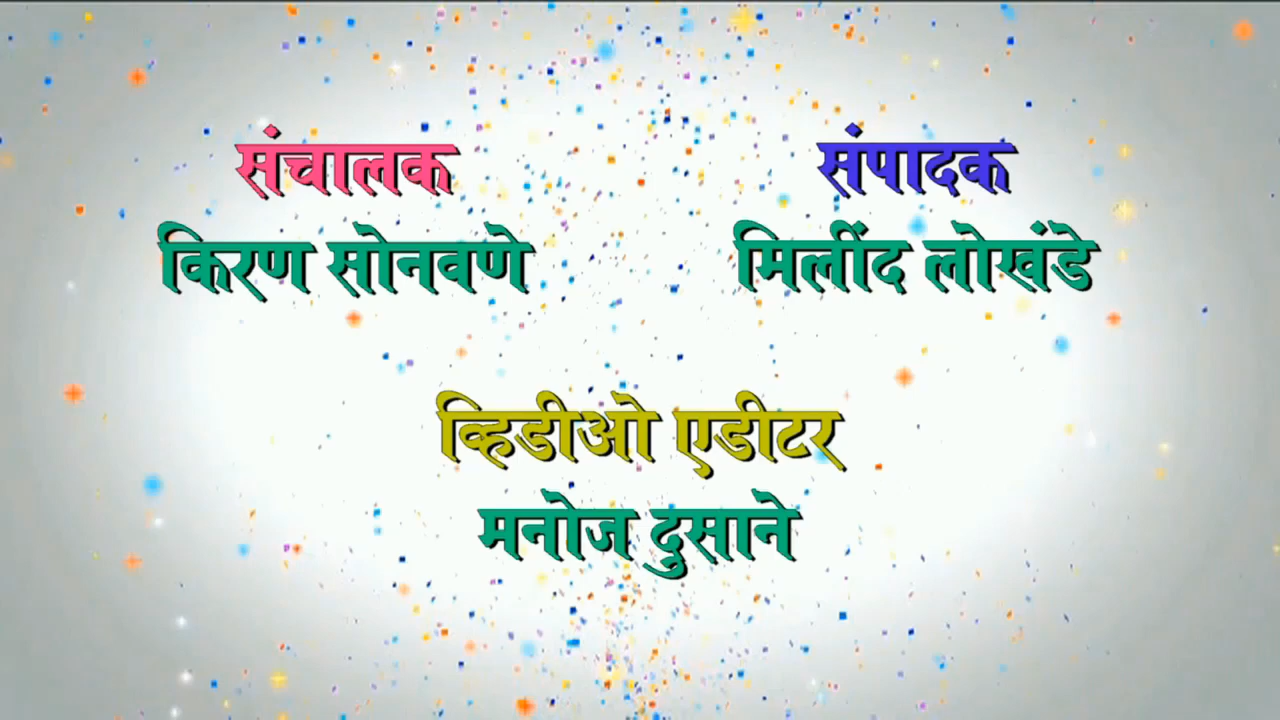 संचालक
किरण सोनवणे
संपादक
मिलींद लोखंडे
व्हिडीओ एडीटर
मनोज दुसाने